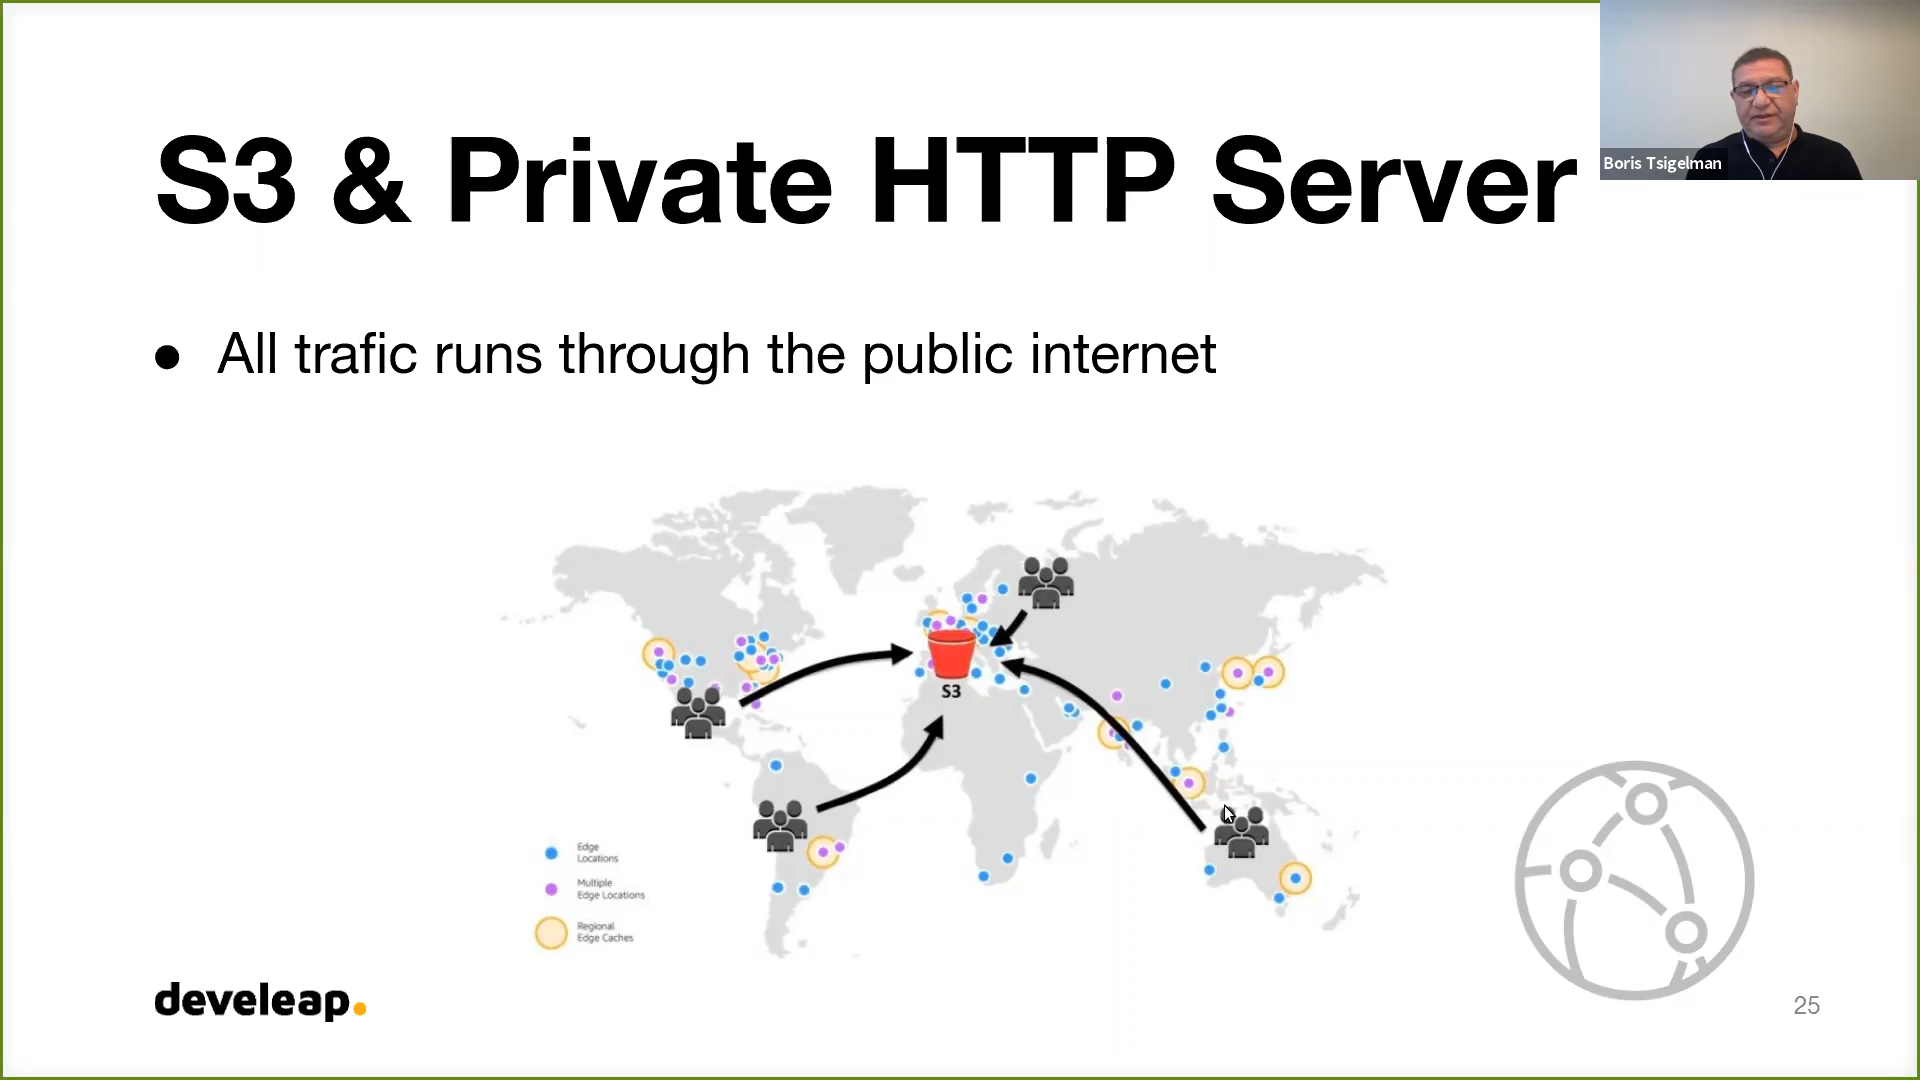 S3 & Private HTTP Server
Boris Tsigelman
● All trafic runs through the public internet
S3
Edge
Locations
Multiple
Edge Locations
Regional
Edge Caches
develeap.
25